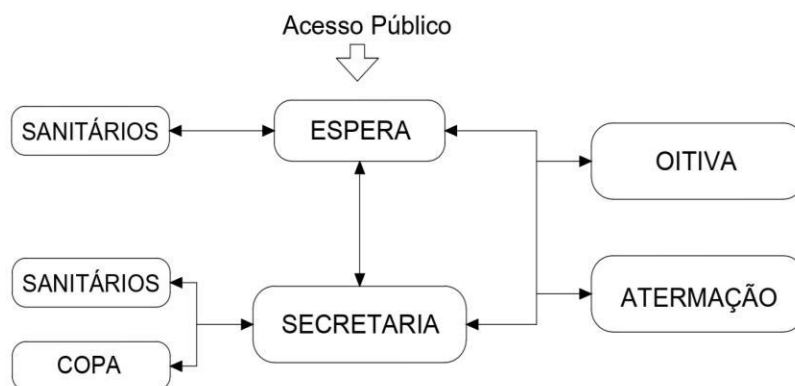 Acesso Público
SANITÁRIOS
ESPERA
OITIVA
SANITÁRIOS
SECRETARIA
ATERMAÇÃO
COPA